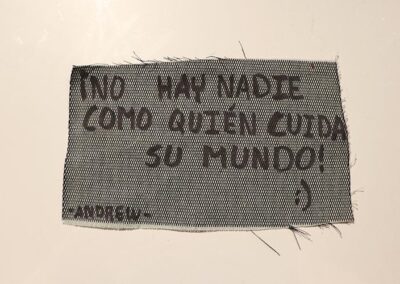 ¡NO HAY NADIE
COMO QUIÉN CUIDA
SU MUNDO!
:)
-ANDREW-